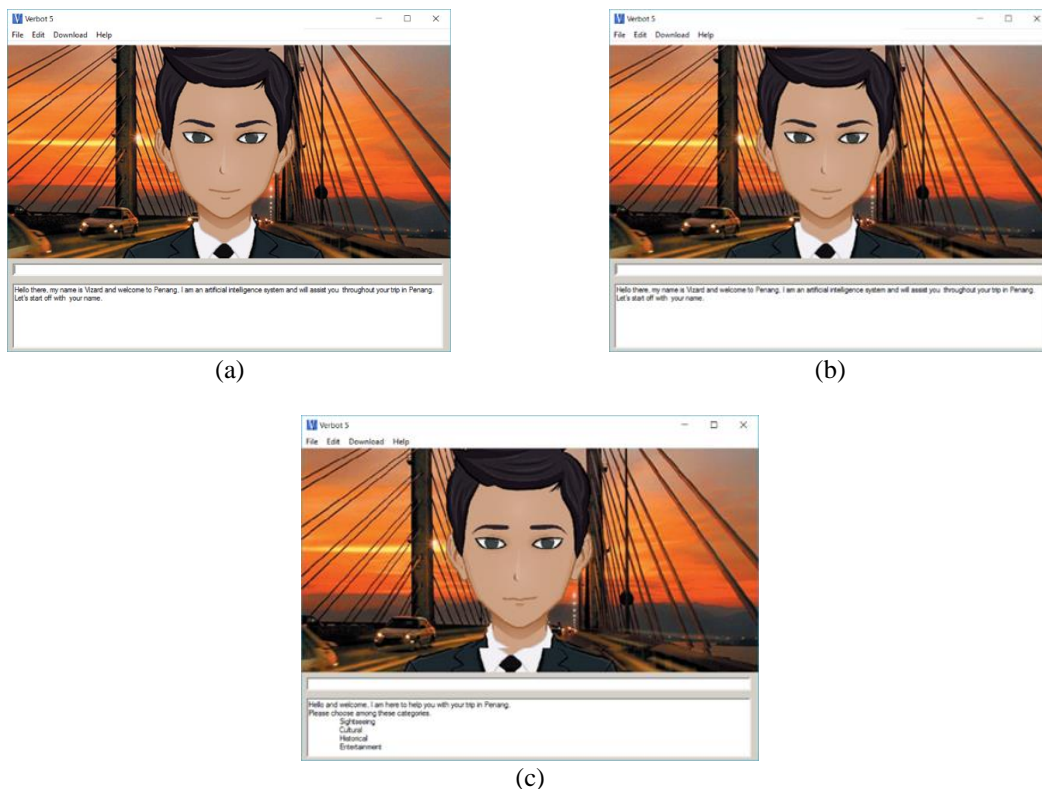 Verbot 5
File Edit Download Help
Hello there, my name is Vizard and welcome to Penang. I am an artificial intelligence system and will assist you throughout your trip in Penang.
Let's start off with your name.
(a)
Verbot 5
File Edit Download Help
Hello there, my name is Vizard and welcome to Penang. I am an artificial intelligence system and will assist you throughout your trip in Penang.
Let's start off with your name.
(b)
Verbot 5
File Edit Download Help
Hello and welcome. I am here to help you with your trip in Penang.
Please choose among these categories.
Sightseeing
Cultural
Historical
Entertainment
(c)